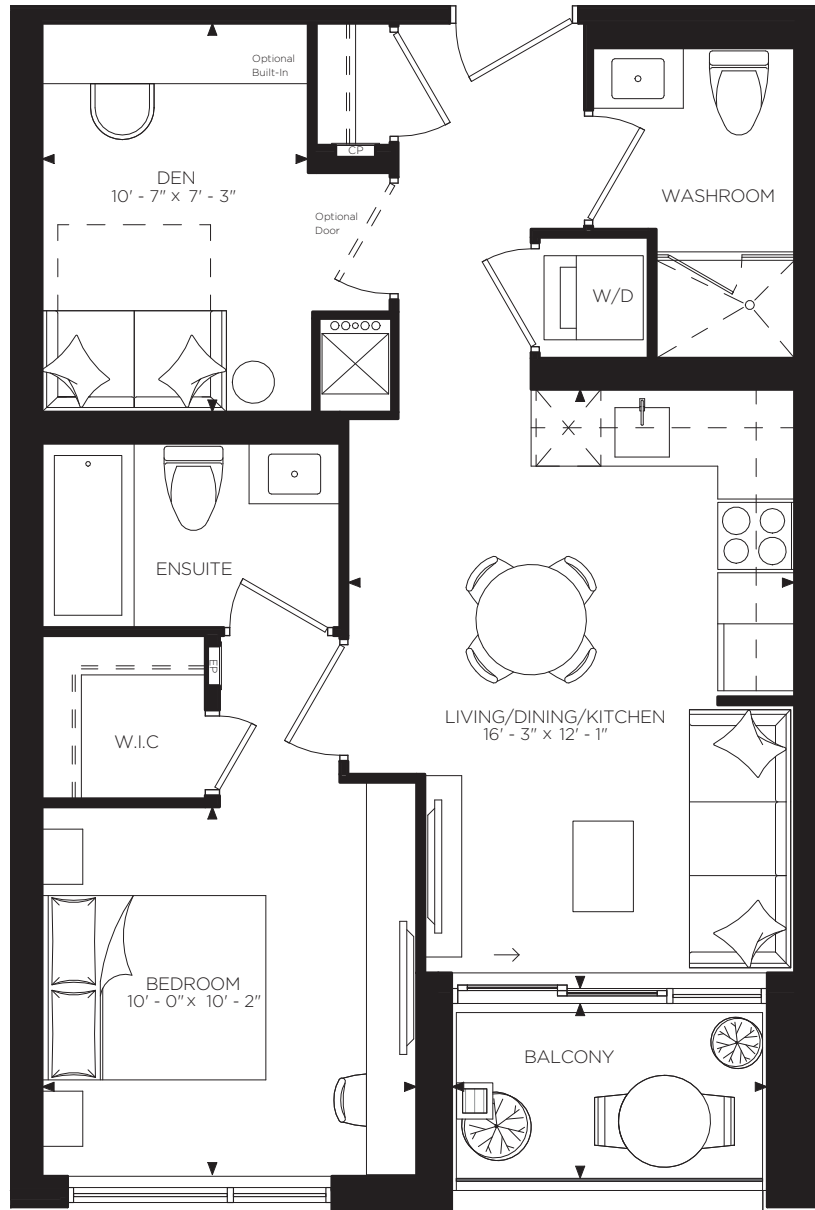 Optional
Built-In
CP
DEN
10' - 7" x 7' - 3"
Optional
Door
WASHROOM
W/D
ENSUITE
EP
W.I.C
LIVING/DINING/KITCHEN
16' - 3" x 12' - 1"
BEDROOM
10' - 0" x 10' - 2"
BALCONY